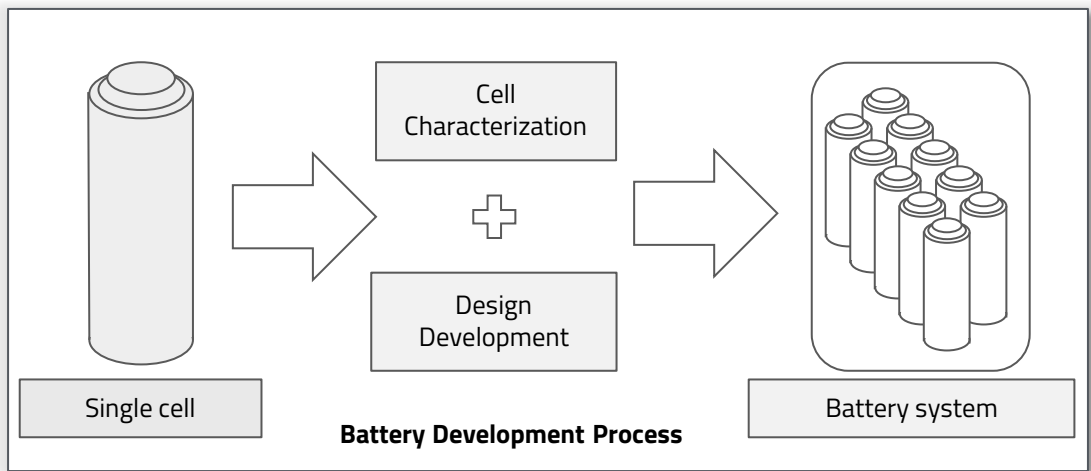 Cell
Characterization
Design
Development
Single cell
Battery system
Battery Development Process